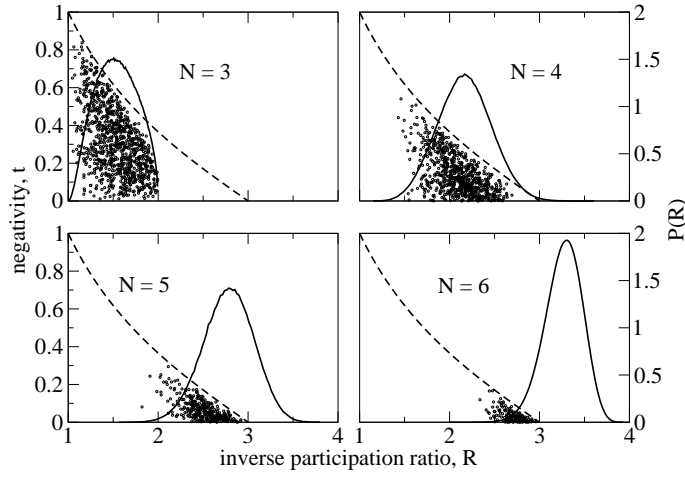 1
0.8
0.6
0.4
0.2
0
N = 3
N = 4
2
1.5
1
0.5
0
negativity, t
P(R)
1
0.8
0.6
0.4
0.2
0
N = 5
N = 6
2
1.5
1
0.5
0
1 2 3 4
1 2 3 4
inverse participation ratio, R